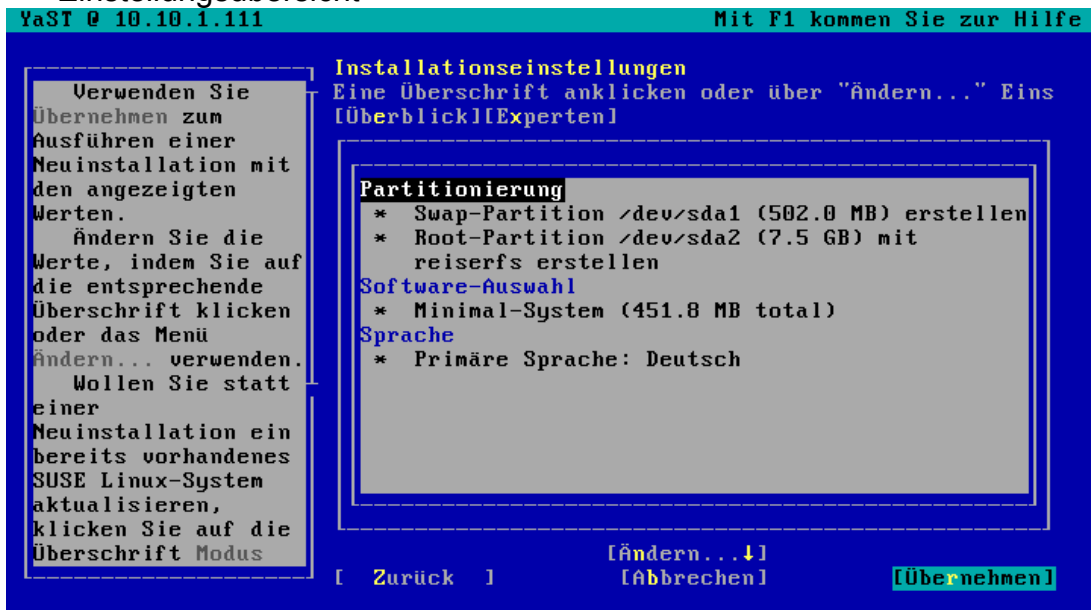 Einstellungsübersicht
YaST @ 10.10.1.111 Mit F1 kommen Sie zur Hilfe
Verwenden Sie
Übernehmen zum
Ausführen einer
Neuinstallation mit
den angezeigten
Werten.
Ändern Sie die
Werte, indem Sie auf
die entsprechende
Überschrift klicken
oder das Menü
Ändern... verwenden.
Wollen Sie statt
einer
Neuinstallation ein
bereits vorhandenes
SUSE Linux-System
aktualisieren,
klicken Sie auf die
Überschrift Modus
Installationseinstellungen
Eine Überschrift anklicken oder über "Ändern..." Eins
[Überblick][Experten]
Partitionierung
* Swap-Partition /dev/sda1 (502.0 MB) erstellen
* Root-Partition /dev/sda2 (7.5 GB) mit
reiserfs erstellen
Software-Auswahl
* Minimal-System (451.8 MB total)
Sprache
* Primäre Sprache: Deutsch
[Ändern...↓]
[ Zurück ] [Abbrechen] [Übernehmen]